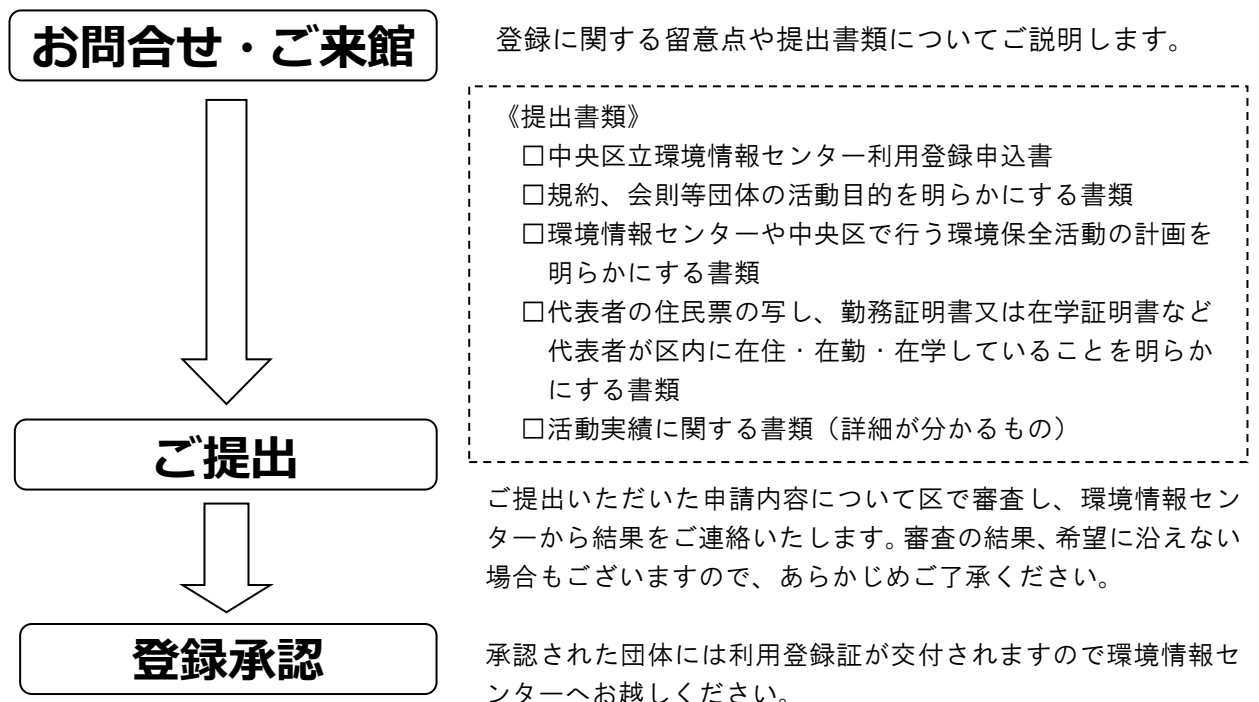 お問合せ・ご来館
登録に関する留意点や提出書類についてご説明します。
《提出書類》
□中央区立環境情報センター利用登録申込書
□規約、会則等団体の活動目的を明らかにする書類
□環境情報センターや中央区で行う環境保全活動の計画を
明らかにする書類
□代表者の住民票の写し、勤務証明書又は在学証明書など
代表者が区内に在住・在勤・在学していることを明らか
にする書類
□活動実績に関する書類（詳細が分かるもの）
ご提出
ご提出いただいた申請内容について区で審査し、環境情報セン
ターから結果をご連絡いたします。審査の結果、希望に沿えない
場合もございますので、あらかじめご了承ください。
登録承認
承認された団体には利用登録証が交付されますので環境情報セ
ンターへお越しください。